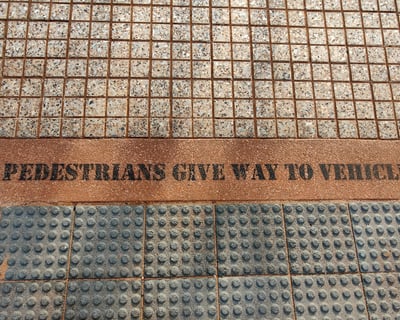 PEDESTRIANS GIVE WAY TO VEHICL